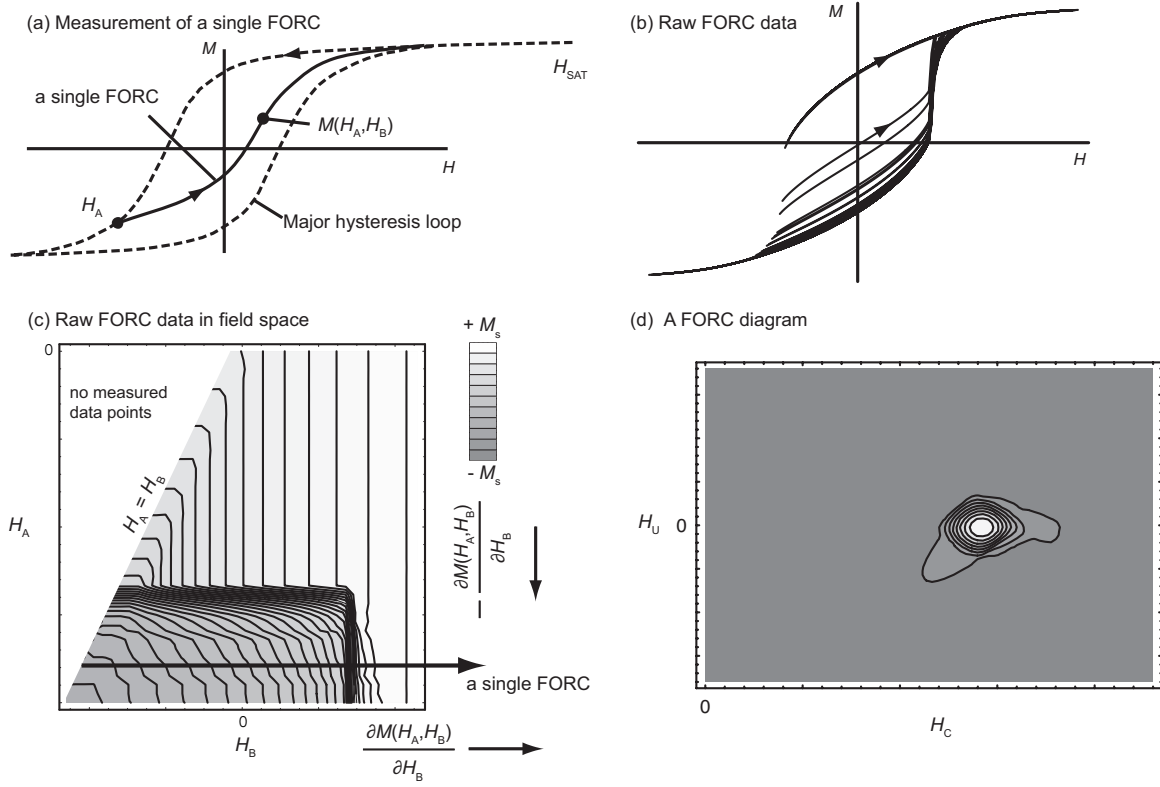 (a) Measurement of a single FORC
M
H_SAT
a single FORC
M(H_A,H_B)
H
H_A
Major hysteresis loop
(b) Raw FORC data
M
H
(c) Raw FORC data in field space
+ M_s
0
no measured
data points
H_A = H_B
- M_s
H_A
∂M(H_A,H_B)
∂H_B
–
a single FORC
0
H_B
∂M(H_A,H_B)
∂H_B
(d) A FORC diagram
H_U
0
0
H_C